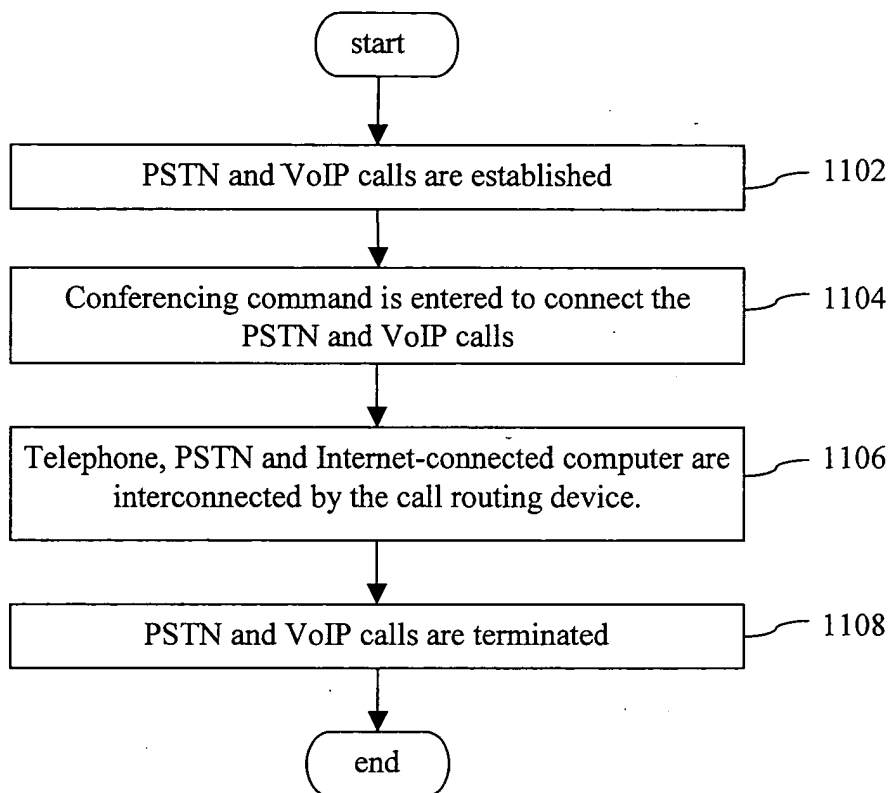 start
PSTN and VoIP calls are established
1102
Conferencing command is entered to connect the
PSTN and VoIP calls
1104
Telephone, PSTN and Internet-connected computer are
interconnected by the call routing device.
1106
PSTN and VoIP calls are terminated
1108
end